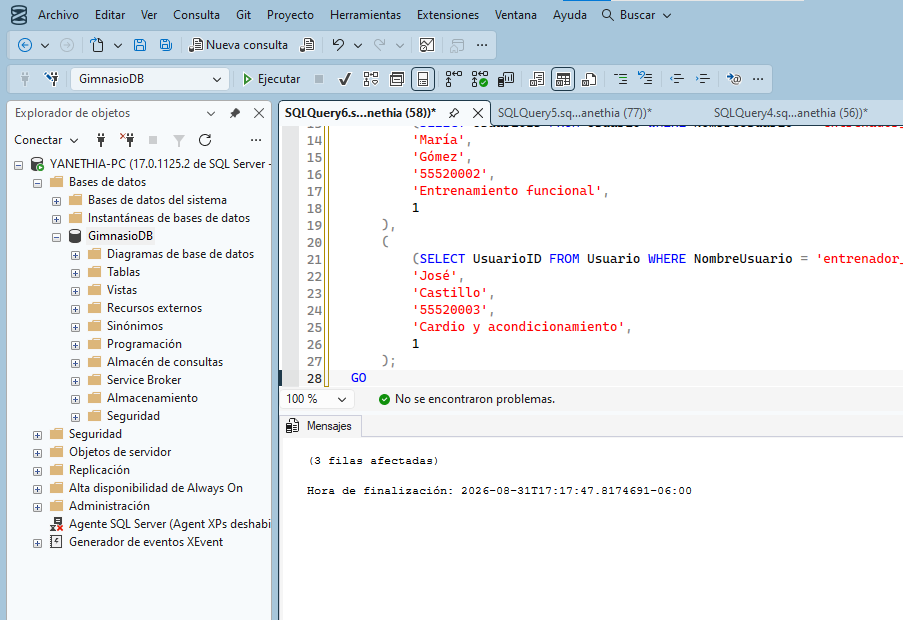 Archivo Editar Ver Consulta Git Proyecto Herramientas Extensiones Ventana Ayuda Buscar
Nueva consulta
GimnasioDB Ejecutar
Explorador de objetos
Conectar
YANETHIA-PC (17.0.1125.2 de SQL Server -
Bases de datos
Bases de datos del sistema
Instantáneas de bases de datos
GimnasioDB
Diagramas de base de datos
Tablas
Vistas
Recursos externos
Sinónimos
Programación
Almacén de consultas
Service Broker
Almacenamiento
Seguridad
Seguridad
Objetos de servidor
Replicación
Alta disponibilidad de Always On
Administración
Agente SQL Server (Agent XPs deshabi
Generador de eventos XEvent
SQLQuery6.s...nethia (58))* SQLQuery5.sq...anethia (77))* SQLQuery4.sq...anethia (56))*
14 'María',
15 'Gómez',
16 '55520002',
17 'Entrenamiento funcional',
18 1
19 ),
20 (
21 (SELECT UsuarioID FROM Usuario WHERE NombreUsuario = 'entrenador_
22 'José',
23 'Castillo',
24 '55520003',
25 'Cardio y acondicionamiento',
26 1
27 );
28 GO
100 % No se encontraron problemas.
Mensajes
(3 filas afectadas)
Hora de finalización: 2026-08-31T17:17:47.8174691-06:00